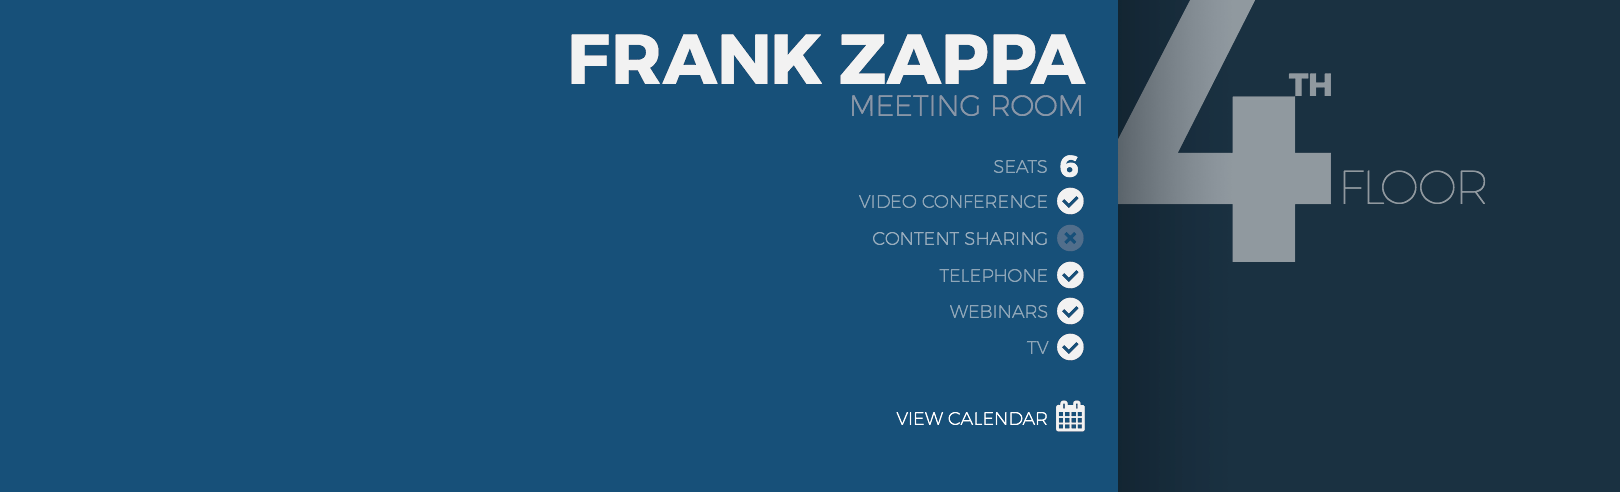 FRANK ZAPPA
MEETING ROOM
SEATS 6
VIDEO CONFERENCE
CONTENT SHARING
TELEPHONE
WEBINARS
TV
VIEW CALENDAR
4TH
FLOOR